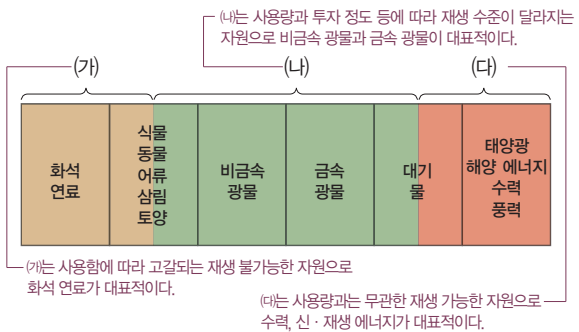 ㈏는 사용량과 투자 정도 등에 따라 재생 수준이 달라지는
자원으로 비금속 광물과 금속 광물이 대표적이다.
㈎ ㈏ ㈐
화석
연료
식물
동물
어류
삼림
토양
비금속
광물
금속
광물
대기
물
태양광
해양 에너지
수력
풍력
㈎는 사용함에 따라 고갈되는 재생 불가능한 자원으로
화석 연료가 대표적이다.
㈐는 사용량과는 무관한 재생 가능한 자원으로
수력, 신 · 재생 에너지가 대표적이다.